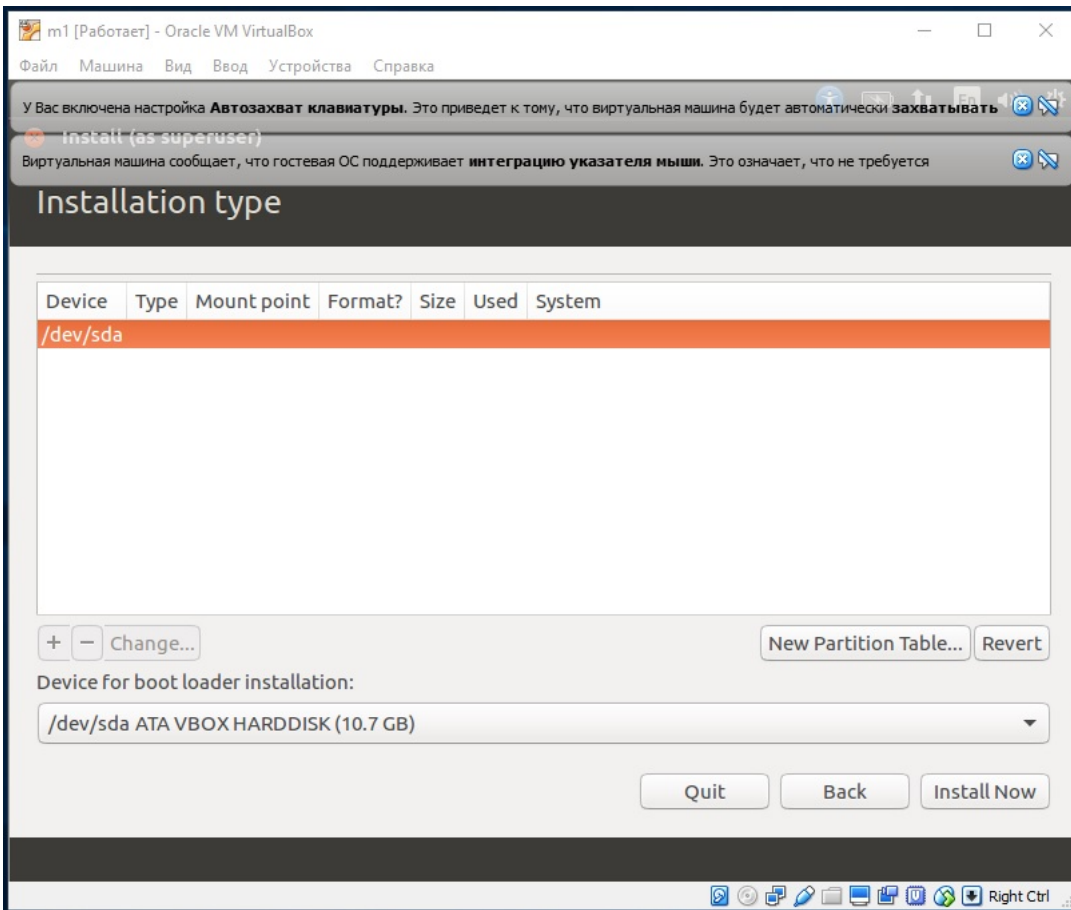 m1 [Работает] - Oracle VM VirtualBox
Файл Машина Вид Ввод Устройства Справка
У Вас включена настройка Автозахват клавиатуры. Это приведет к тому, что виртуальная машина будет автоматически захватывать
Install (as superuser)
Виртуальная машина сообщает, что гостевая ОС поддерживает интеграцию указателя мыши. Это означает, что не требуется
Installation type
Device Type Mount point Format? Size Used System
/dev/sda
+ − Change... New Partition Table... Revert
Device for boot loader installation:
/dev/sda ATA VBOX HARDDISK (10.7 GB)
Quit Back Install Now
Right Ctrl